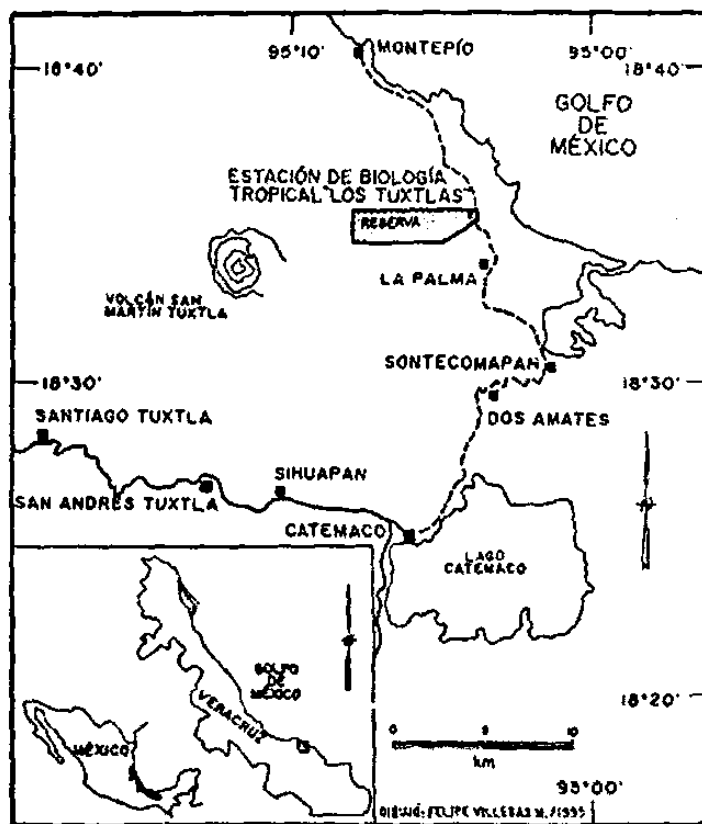 95°10'
95°00'
18°40'
MONTEPÍO
18°40'
GOLFO
DE
MÉXICO
ESTACIÓN DE BIOLOGÍA
TROPICAL "LOS TUXTLAS"
RESERVA
LA PALMA
VOLCÁN SAN
MARTÍN TUXTLA
SONTECOMAPAN
18°30'
18°30'
DOS AMATES
SANTIAGO TUXTLA
SIHUAPAN
SAN ANDRES TUXTLA
CATEMACO
LAGO
CATEMACO
GOLFO
DE
MÉXICO
VERACRUZ
MÉXICO
18°20'
0
10
km
95°00'
DIBUJÓ: FELIPE VILLEGAS M./1995